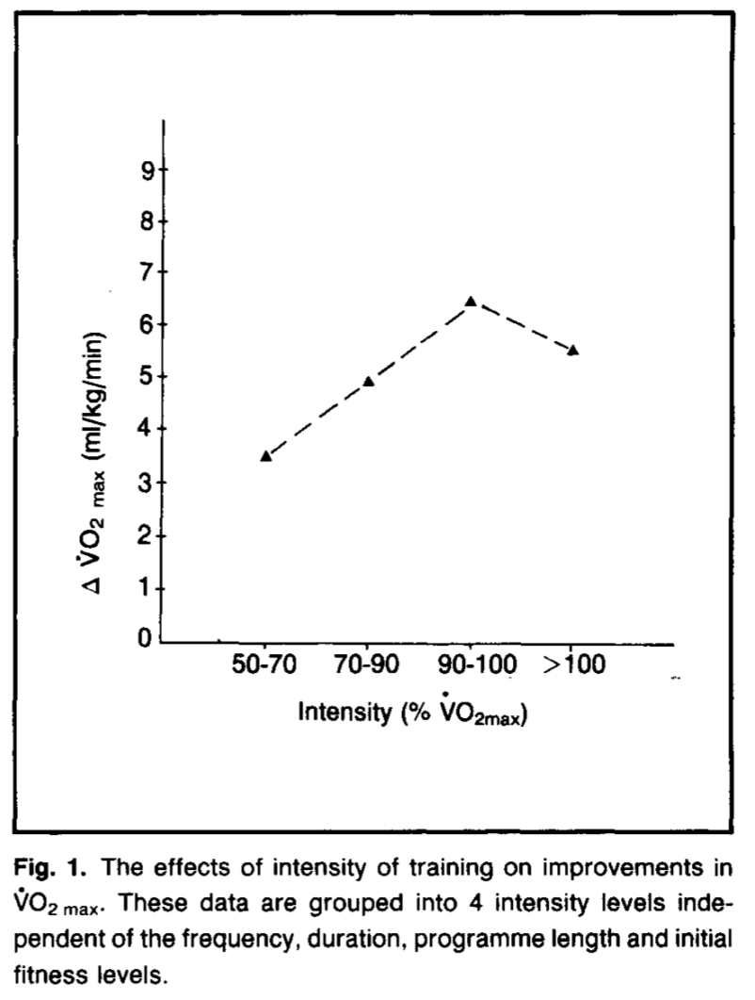 9
8
7
6
5
4
3
2
1
0
Δ V̇O2 max (ml/kg/min)
50-70 70-90 90-100 >100
Intensity (% V̇O2max)
Fig. 1. The effects of intensity of training on improvements in
V̇O2 max. These data are grouped into 4 intensity levels inde-
pendent of the frequency, duration, programme length and initial
fitness levels.